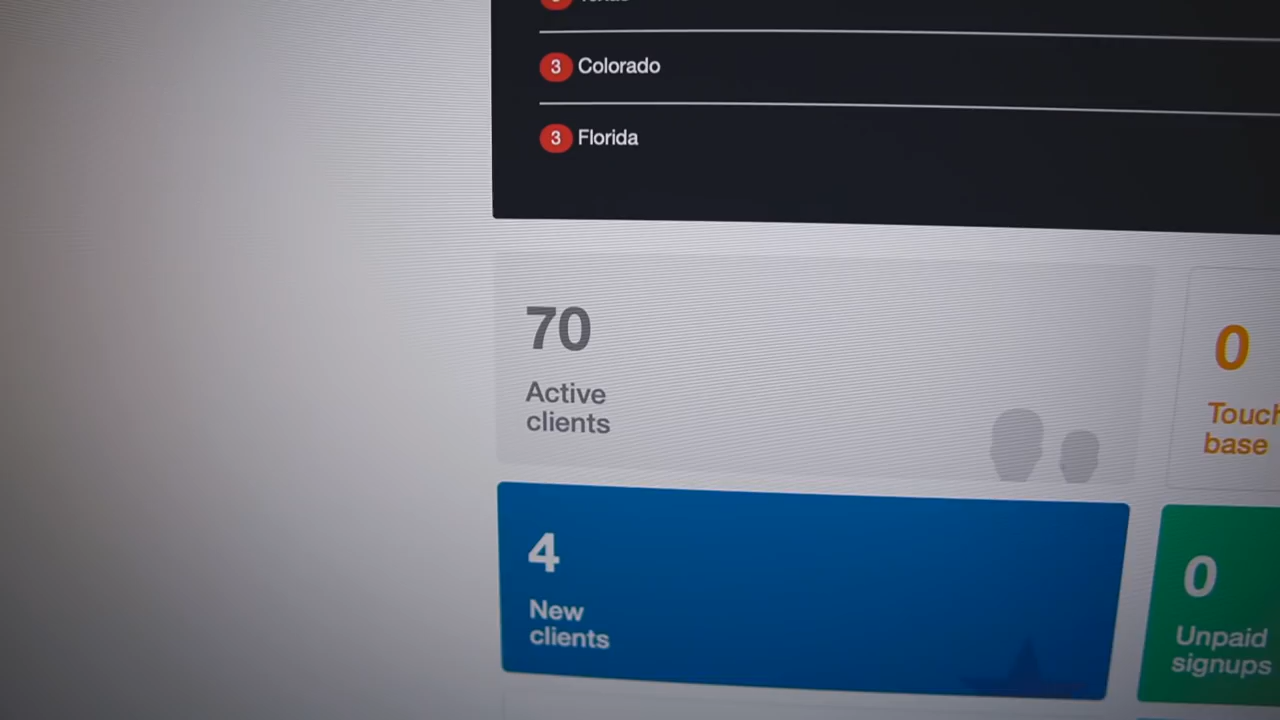 3 Colorado
3 Florida
70
Active
clients
0
Touch
base
4
New
clients
0
Unpaid
signups